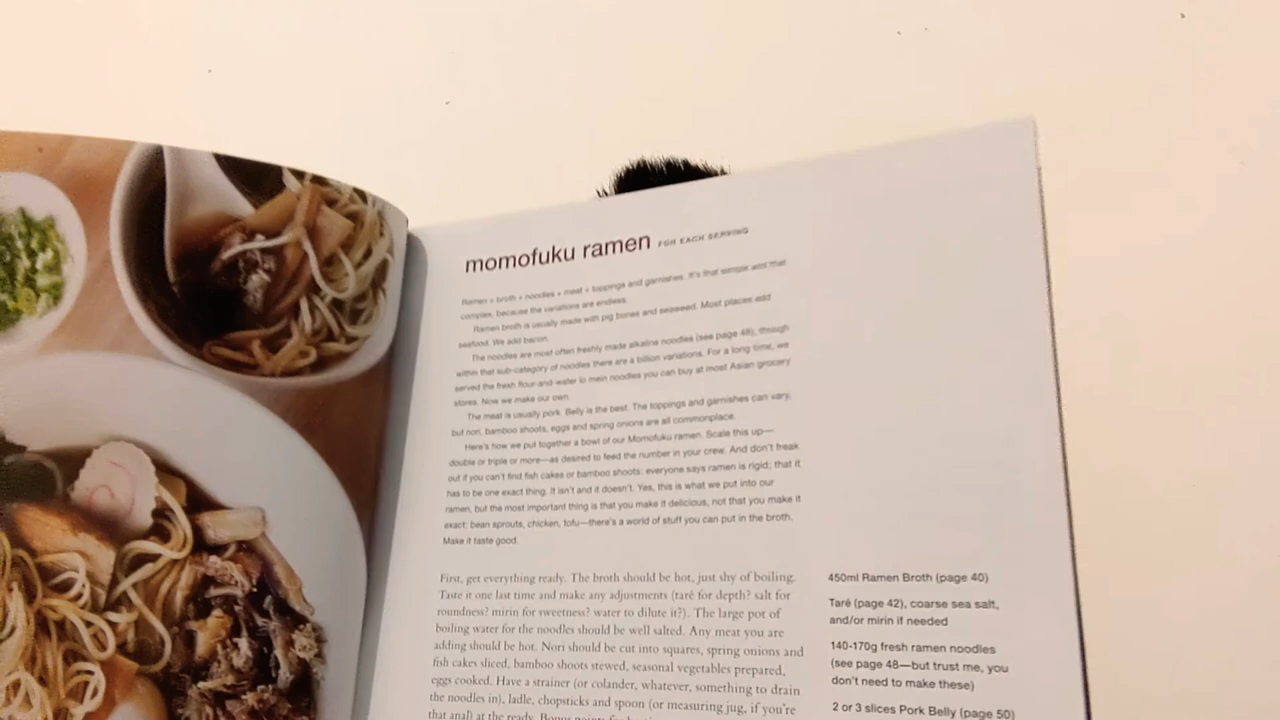 momofuku ramen FOR EACH SERVING
Ramen = broth + noodles + meat + toppings and garnishes. It's that simple and that
complex, because the variations are endless.
Ramen broth is usually made with pig bones and seaweed. Most places add
seafood. We add bacon.
The noodles are most often freshly made alkaline noodles (see page 48), though
within that sub-category of noodles there are a billion variations. For a long time, we
served the fresh flour-and-water lo mein noodles you can buy at most Asian grocery
stores. Now we make our own.
The meat is usually pork. Belly is the best. The toppings and garnishes can vary,
but nori, bamboo shoots, eggs and spring onions are all commonplace.
Here's how we put together a bowl of our Momofuku ramen. Scale this up—
double or triple or more—as desired to feed the number in your crew. And don't freak
out if you can't find fish cakes or bamboo shoots: everyone says ramen is rigid; that it
has to be one exact thing. It isn't and it doesn't. Yes, this is what we put into our
ramen, but the most important thing is that you make it delicious, not that you make it
exact: bean sprouts, chicken, tofu—there's a world of stuff you can put in the broth.
Make it taste good.
First, get everything ready. The broth should be hot, just shy of boiling.
Taste it one last time and make any adjustments (taré for depth? salt for
roundness? mirin for sweetness? water to dilute it?). The large pot of
boiling water for the noodles should be well salted. Any meat you are
adding should be hot. Nori should be cut into squares, spring onions and
fish cakes sliced, bamboo shoots stewed, seasonal vegetables prepared,
eggs cooked. Have a strainer (or colander, whatever, something to drain
the noodles in), ladle, chopsticks and spoon (or measuring jug, if you're
that anal) at the ready. Bonus points
450ml Ramen Broth (page 40)
Taré (page 42), coarse sea salt,
and/or mirin if needed
140-170g fresh ramen noodles
(see page 48—but trust me, you
don't need to make these)
2 or 3 slices Pork Belly (page 50)